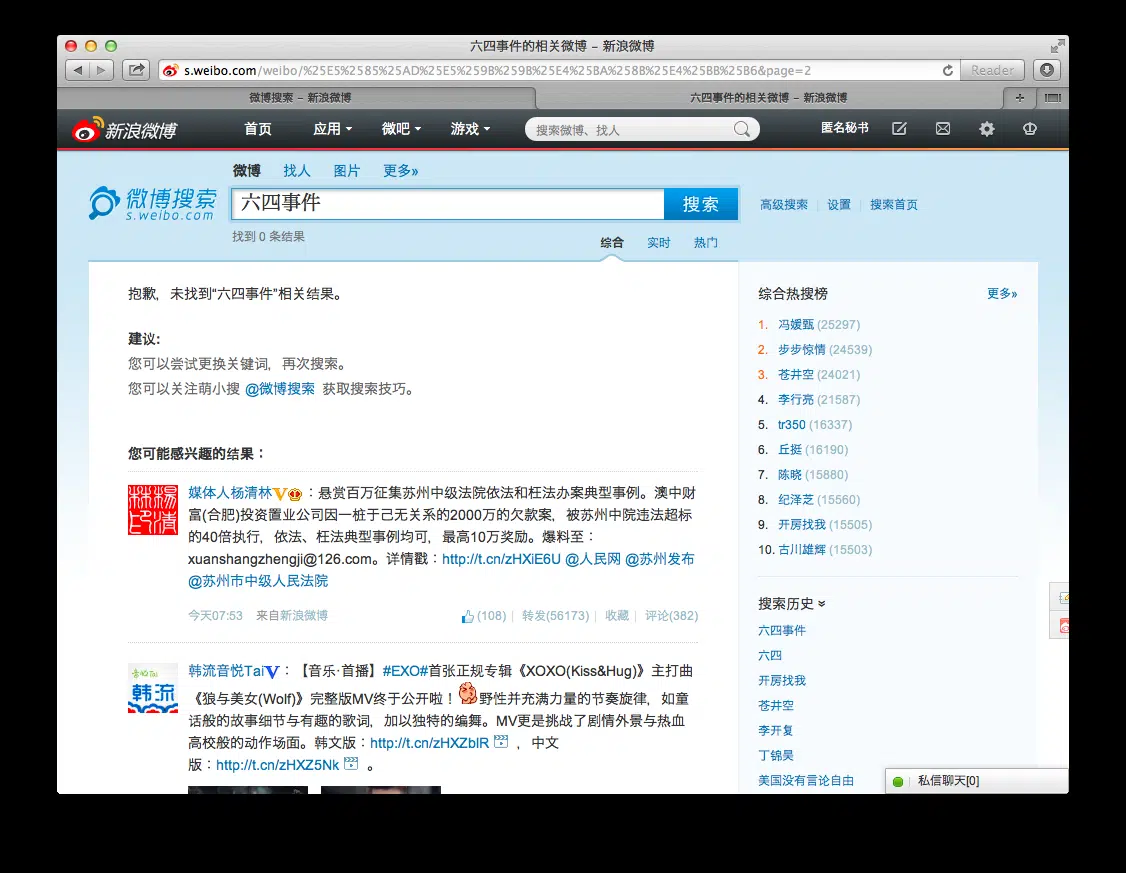 六四事件的相关微博 – 新浪微博
s.weibo.com/weibo/%25E5%2585%25AD%25E5%259B%259B%25E4%25BA%258B%25E4%25BB%25B6&page=2
Reader
微博搜索 – 新浪微博
六四事件的相关微博 – 新浪微博
新浪微博
首页 应用 微吧 游戏
搜索微博、找人
匿名秘书
微博 找人 图片 更多»
微博搜索
s.weibo.com
六四事件
搜索
高级搜索 设置 搜索首页
找到 0 条结果
综合 实时 热门
抱歉，未找到“六四事件”相关结果。
建议:
您可以尝试更换关键词，再次搜索。
您可以关注萌小搜 @微博搜索 获取搜索技巧。
您可能感兴趣的结果：
媒体人杨清林：悬赏百万征集苏州中级法院依法和枉法办案典型事例。澳中财
富(合肥)投资置业公司因一桩于己无关系的2000万的欠款案，被苏州中院违法超标
的40倍执行，依法、枉法典型事例均可，最高10万奖励。爆料至：
xuanshangzhengji@126.com。详情戳：http://t.cn/zHXiE6U @人民网 @苏州发布
@苏州市中级人民法院
今天07:53 来自新浪微博
(108) 转发(56173) 收藏 评论(382)
音悦Tai
韩流
韩流音悦Tai：【音乐·首播】#EXO#首张正规专辑《XOXO(Kiss&Hug)》主打曲
《狼与美女(Wolf)》完整版MV终于公开啦！野性并充满力量的节奏旋律，如童
话般的故事细节与有趣的歌词，加以独特的编舞。MV更是挑战了剧情外景与热血
高校般的动作场面。韩文版：http://t.cn/zHXZblR ，中文
版：http://t.cn/zHXZ5Nk 。
综合热搜榜
更多»
1. 冯媛甄 (25297)
2. 步步惊情 (24539)
3. 苍井空 (24021)
4. 李行亮 (21587)
5. tr350 (16337)
6. 丘挺 (16190)
7. 陈晓 (15880)
8. 纪泽芝 (15560)
9. 开房找我 (15505)
10. 古川雄辉 (15503)
搜索历史
六四事件
六四
开房找我
苍井空
李开复
丁锦昊
美国没有言论自由
私信聊天[0]